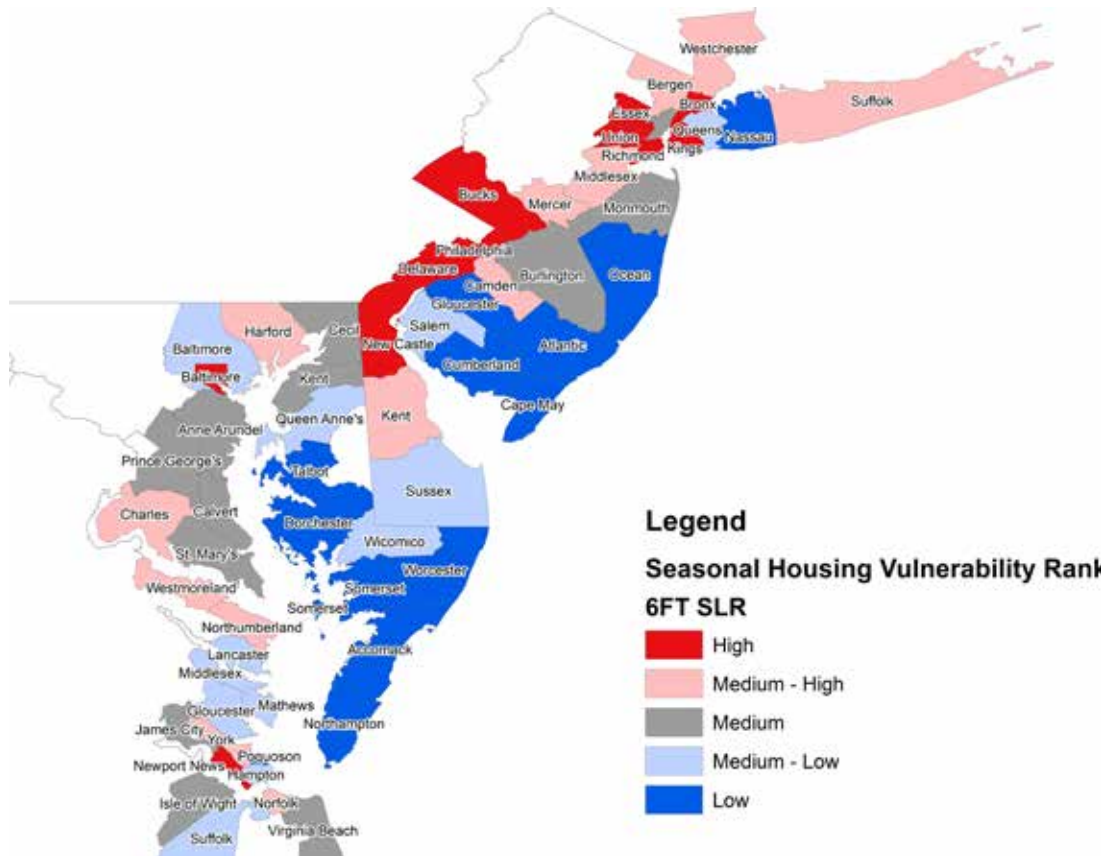 Westchester
Bergen
Suffolk
Bronx
Essex
Queens
Nassau
Union
Kings
Richmond
Middlesex
Bucks
Mercer
Monmouth
Philadelphia
Delaware
Burlington
Ocean
Camden
Gloucester
Salem
Cecil
Harford
New Castle
Baltimore
Atlantic
Cumberland
Baltimore
Kent
Cape May
Kent
Queen Anne's
Anne Arundel
Prince George's
Talbot
Sussex
Charles
Calvert
Dorchester
Wicomico
St. Mary's
Worcester
Somerset
Westmoreland
Somerset
Northumberland
Accomack
Lancaster
Middlesex
Mathews
Gloucester
Northampton
James City
York
Poquoson
Newport News
Hampton
Isle of Wight
Norfolk
Virginia Beach
Suffolk
Legend
Seasonal Housing Vulnerability Rank
6FT SLR
High
Medium - High
Medium
Medium - Low
Low